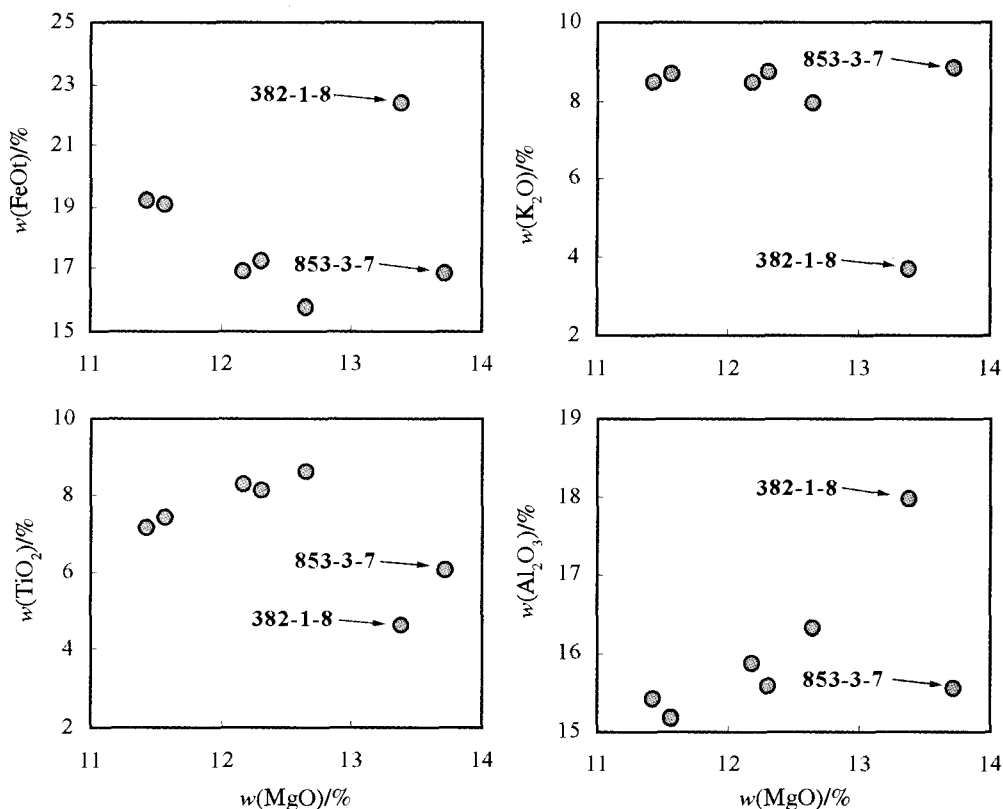 25
23
21
19
17
15
w(FeOt)/%
382-1-8
853-3-7
11 12 13 14
10
8
6
4
2
w(K₂O)/%
853-3-7
382-1-8
11 12 13 14
10
8
6
4
2
w(TiO₂)/%
853-3-7
382-1-8
11 12 13 14
w(MgO)/%
19
18
17
16
15
w(Al₂O₃)/%
382-1-8
853-3-7
11 12 13 14
w(MgO)/%